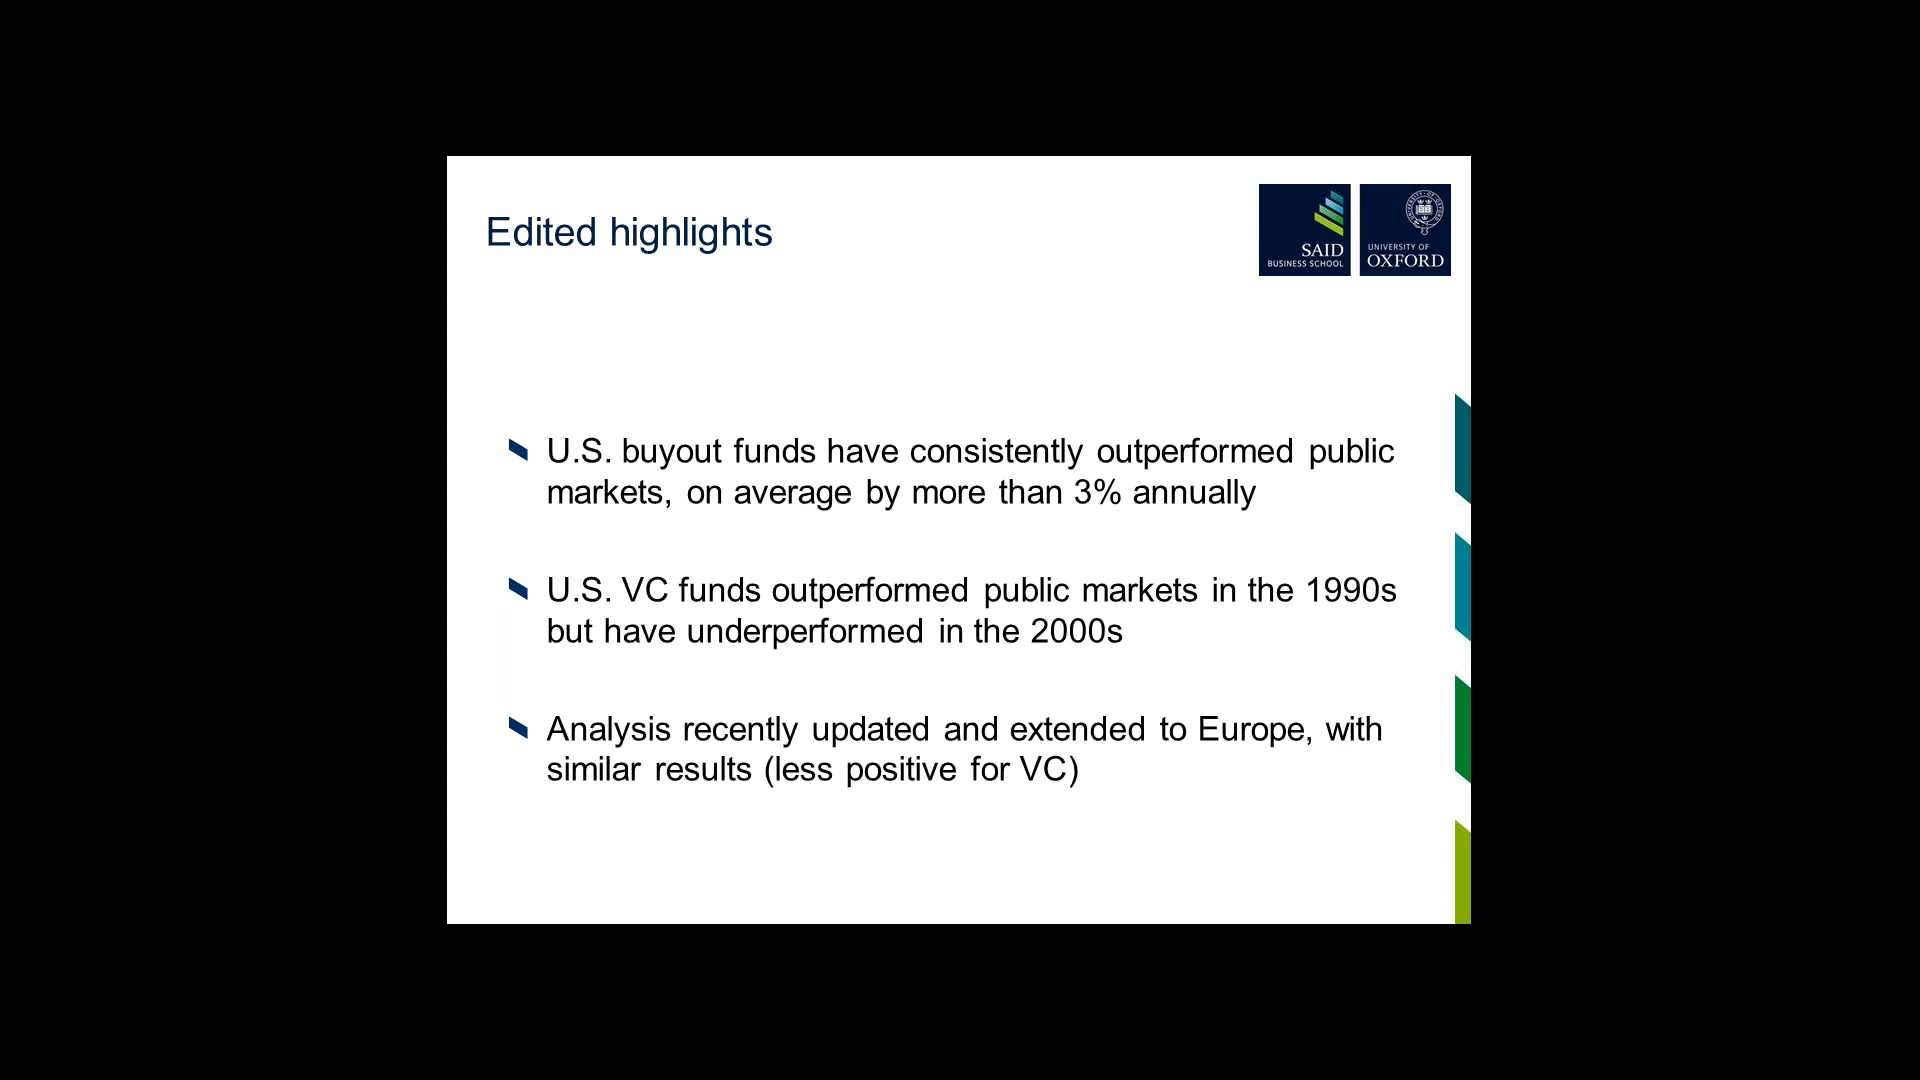 Edited highlights
SAID
BUSINESS SCHOOL
UNIVERSITY OF
OXFORD
U.S. buyout funds have consistently outperformed public
markets, on average by more than 3% annually
U.S. VC funds outperformed public markets in the 1990s
but have underperformed in the 2000s
Analysis recently updated and extended to Europe, with
similar results (less positive for VC)